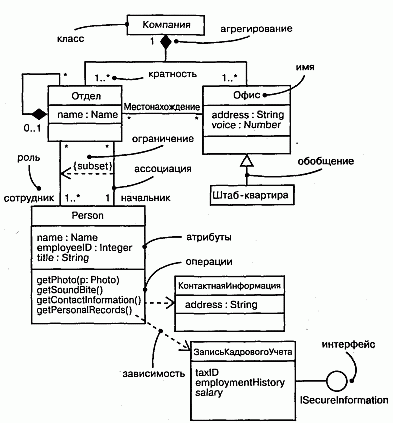 Компания
класс
1
агрегирование
*
1..*
кратность
1..*
имя
Отдел
Местонахождение
Офис
name : Name
*
*
address : String
voice : Number
0..1
ограничение
*
*
роль
{subset}
ассоциация
обобщение
сотрудник
1..*
1
начальник
Штаб-квартира
Person
name : Name
employeeID : Integer
title : String
атрибуты
операции
getPhoto(p: Photo)
getSoundBite()
getContactInformation()
getPersonalRecords()
КонтактнаяИнформация
address : String
зависимость
ЗаписьКадровогоУчета
интерфейс
taxID
employmentHistory
salary
ISecureInformation